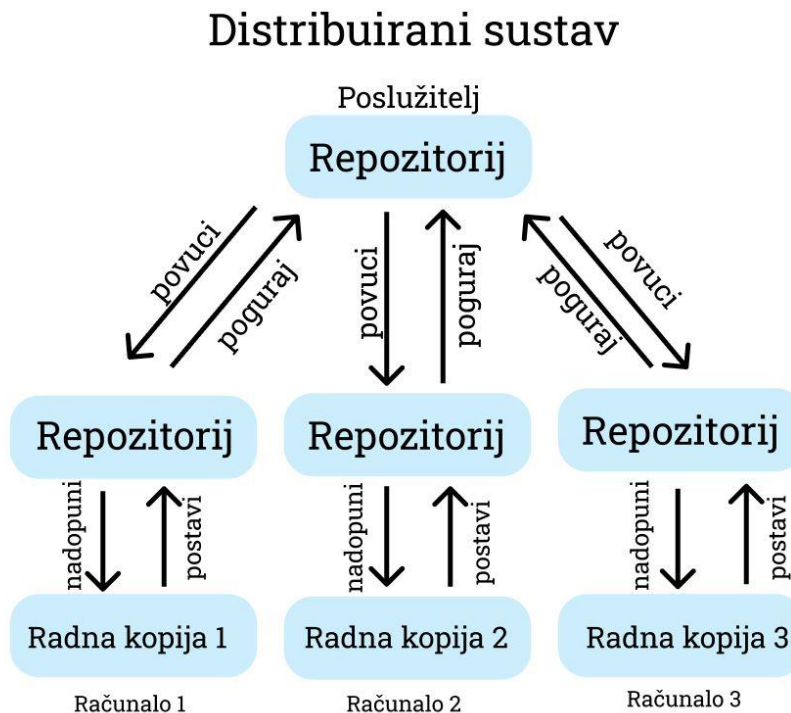 Distribuirani sustav
Poslužitelj
Repozitorij
povuci
poguraj
povuci
poguraj
poguraj
povuci
Repozitorij
Repozitorij
Repozitorij
nadopuni
postavi
nadopuni
postavi
nadopuni
postavi
Radna kopija 1
Radna kopija 2
Radna kopija 3
Računalo 1
Računalo 2
Računalo 3